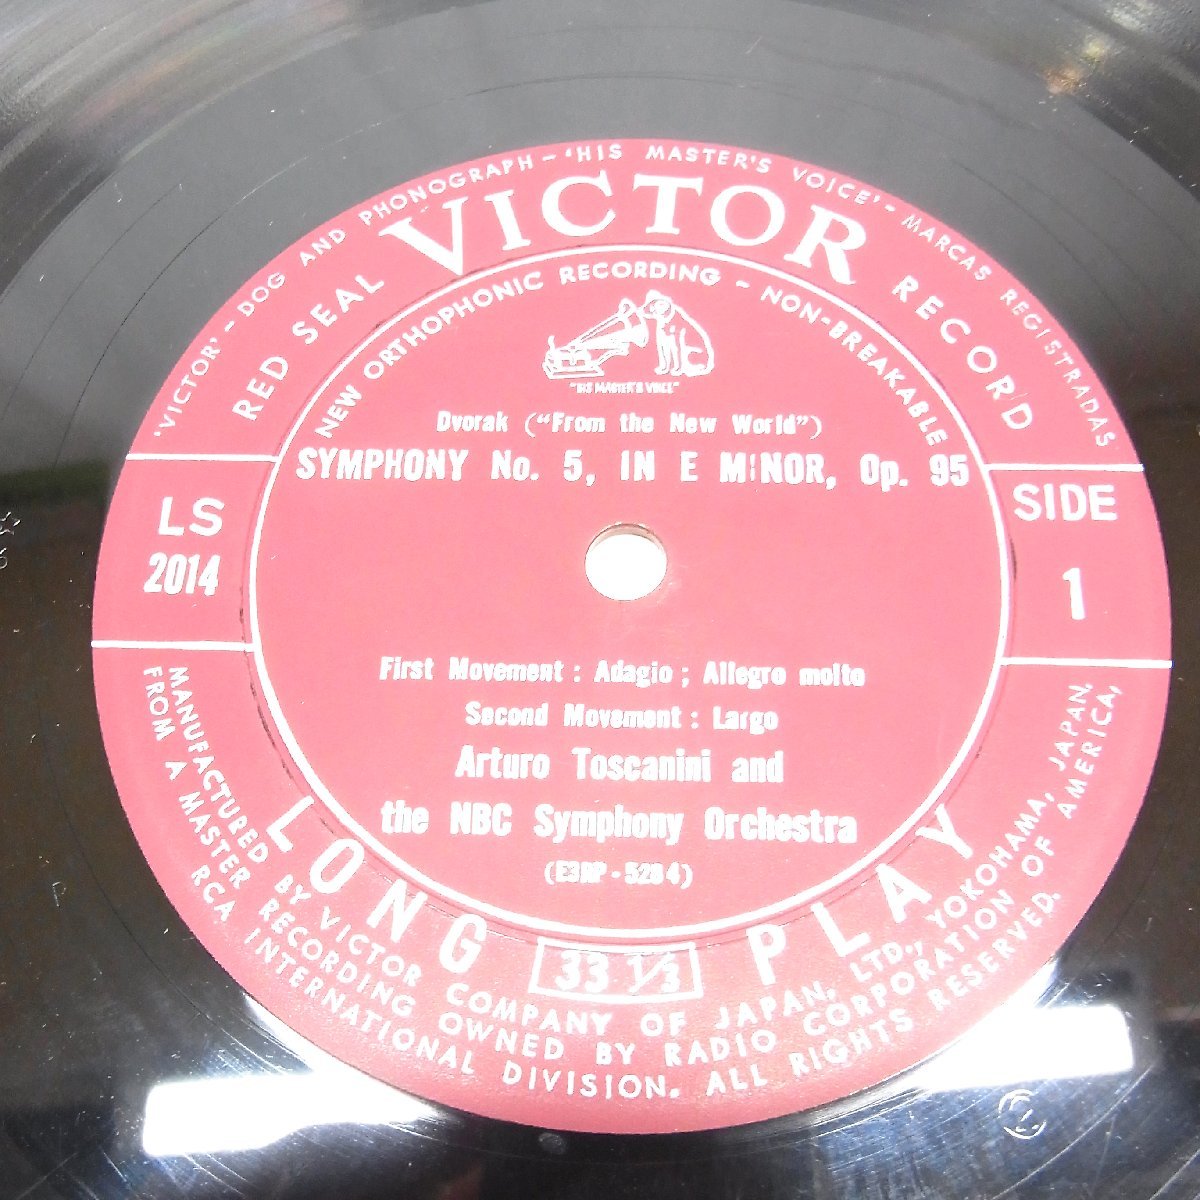 'VICTOR' - DOG AND PHONOGRAPH - 'HIS MASTER'S VOICE' - MARCAS REGISTRADAS
RED SEAL VICTOR RECORD
NEW ORTHOPHONIC RECORDING - NON-BREAKABLE
"HIS MASTER'S VOICE"
Dvorak ("From the New World")
SYMPHONY No. 5, IN E MINOR, Op. 95
LS
2014
SIDE
1
First Movement : Adagio ; Allegro molto
Second Movement : Largo
Arturo Toscanini and
the NBC Symphony Orchestra
(E3RP-5284)
LONG 33 1/3 PLAY
MANUFACTURED BY VICTOR COMPANY OF JAPAN, LTD., YOKOHAMA, JAPAN.
FROM A MASTER RECORDING OWNED BY RADIO CORPORATION OF AMERICA,
RCA INTERNATIONAL DIVISION. ALL RIGHTS RESERVED.